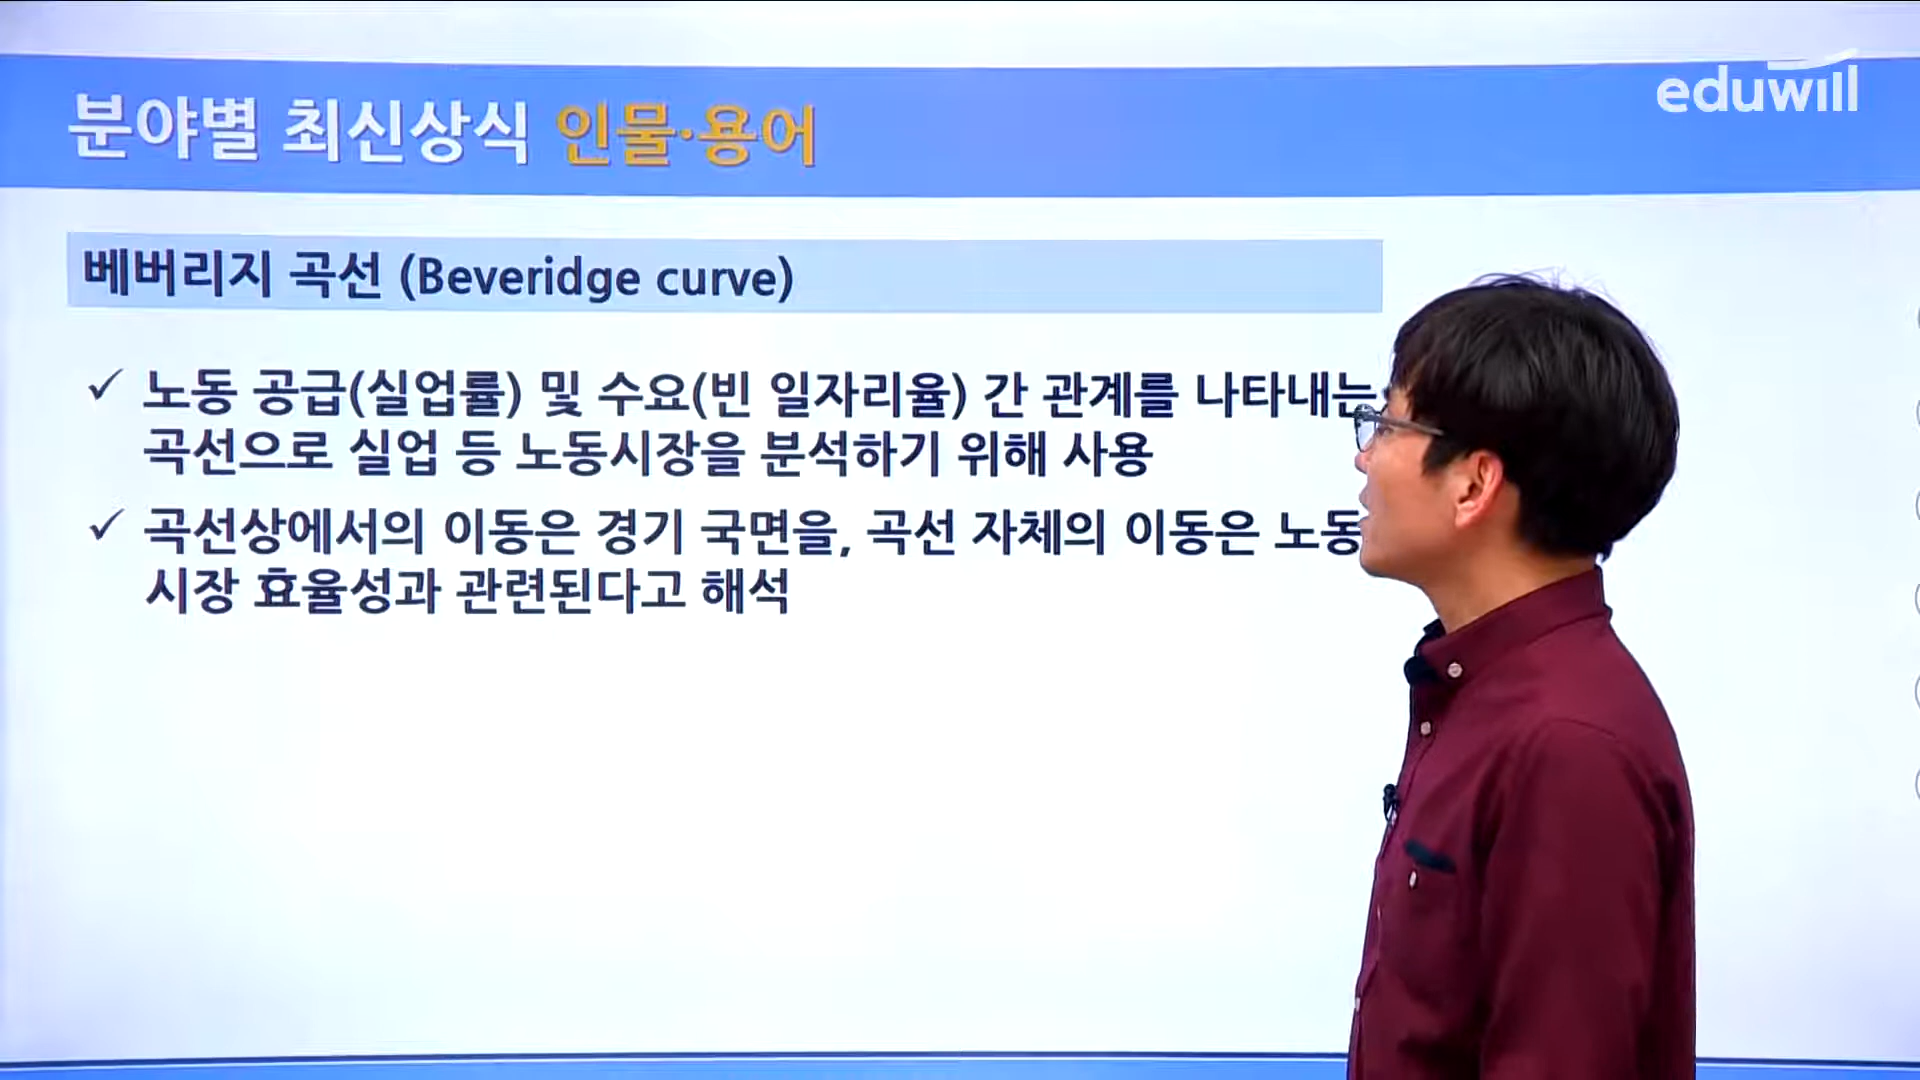 eduwill
분야별 최신상식 인물·용어
베버리지 곡선 (Beveridge curve)
✓ 노동 공급(실업률) 및 수요(빈 일자리율) 간 관계를 나타내는
곡선으로 실업 등 노동시장을 분석하기 위해 사용
✓ 곡선상에서의 이동은 경기 국면을, 곡선 자체의 이동은 노동
시장 효율성과 관련된다고 해석